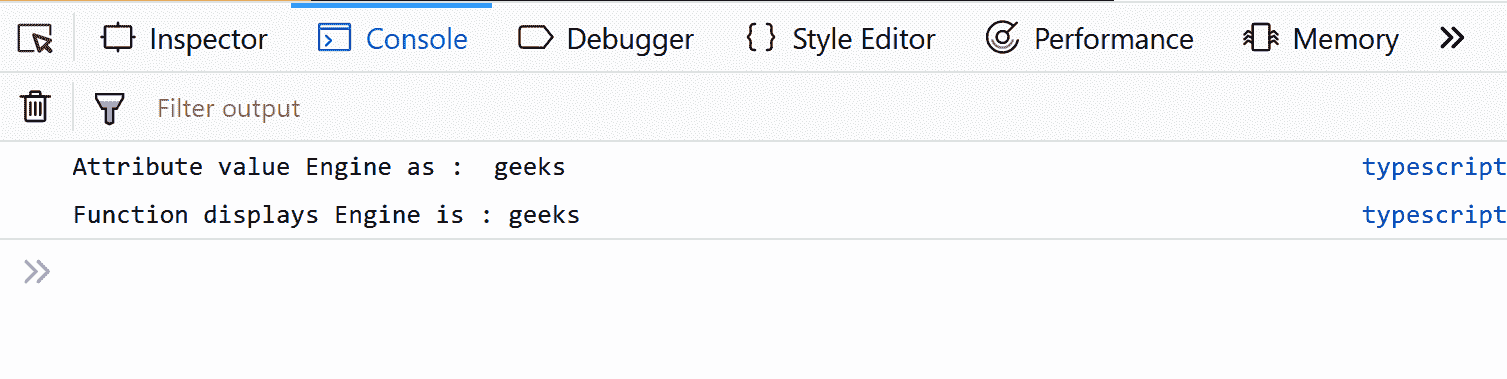 Inspector Console Debugger { } Style Editor Performance Memory
Filter output
Attribute value Engine as :  geeks typescript
Function displays Engine is : geeks typescript